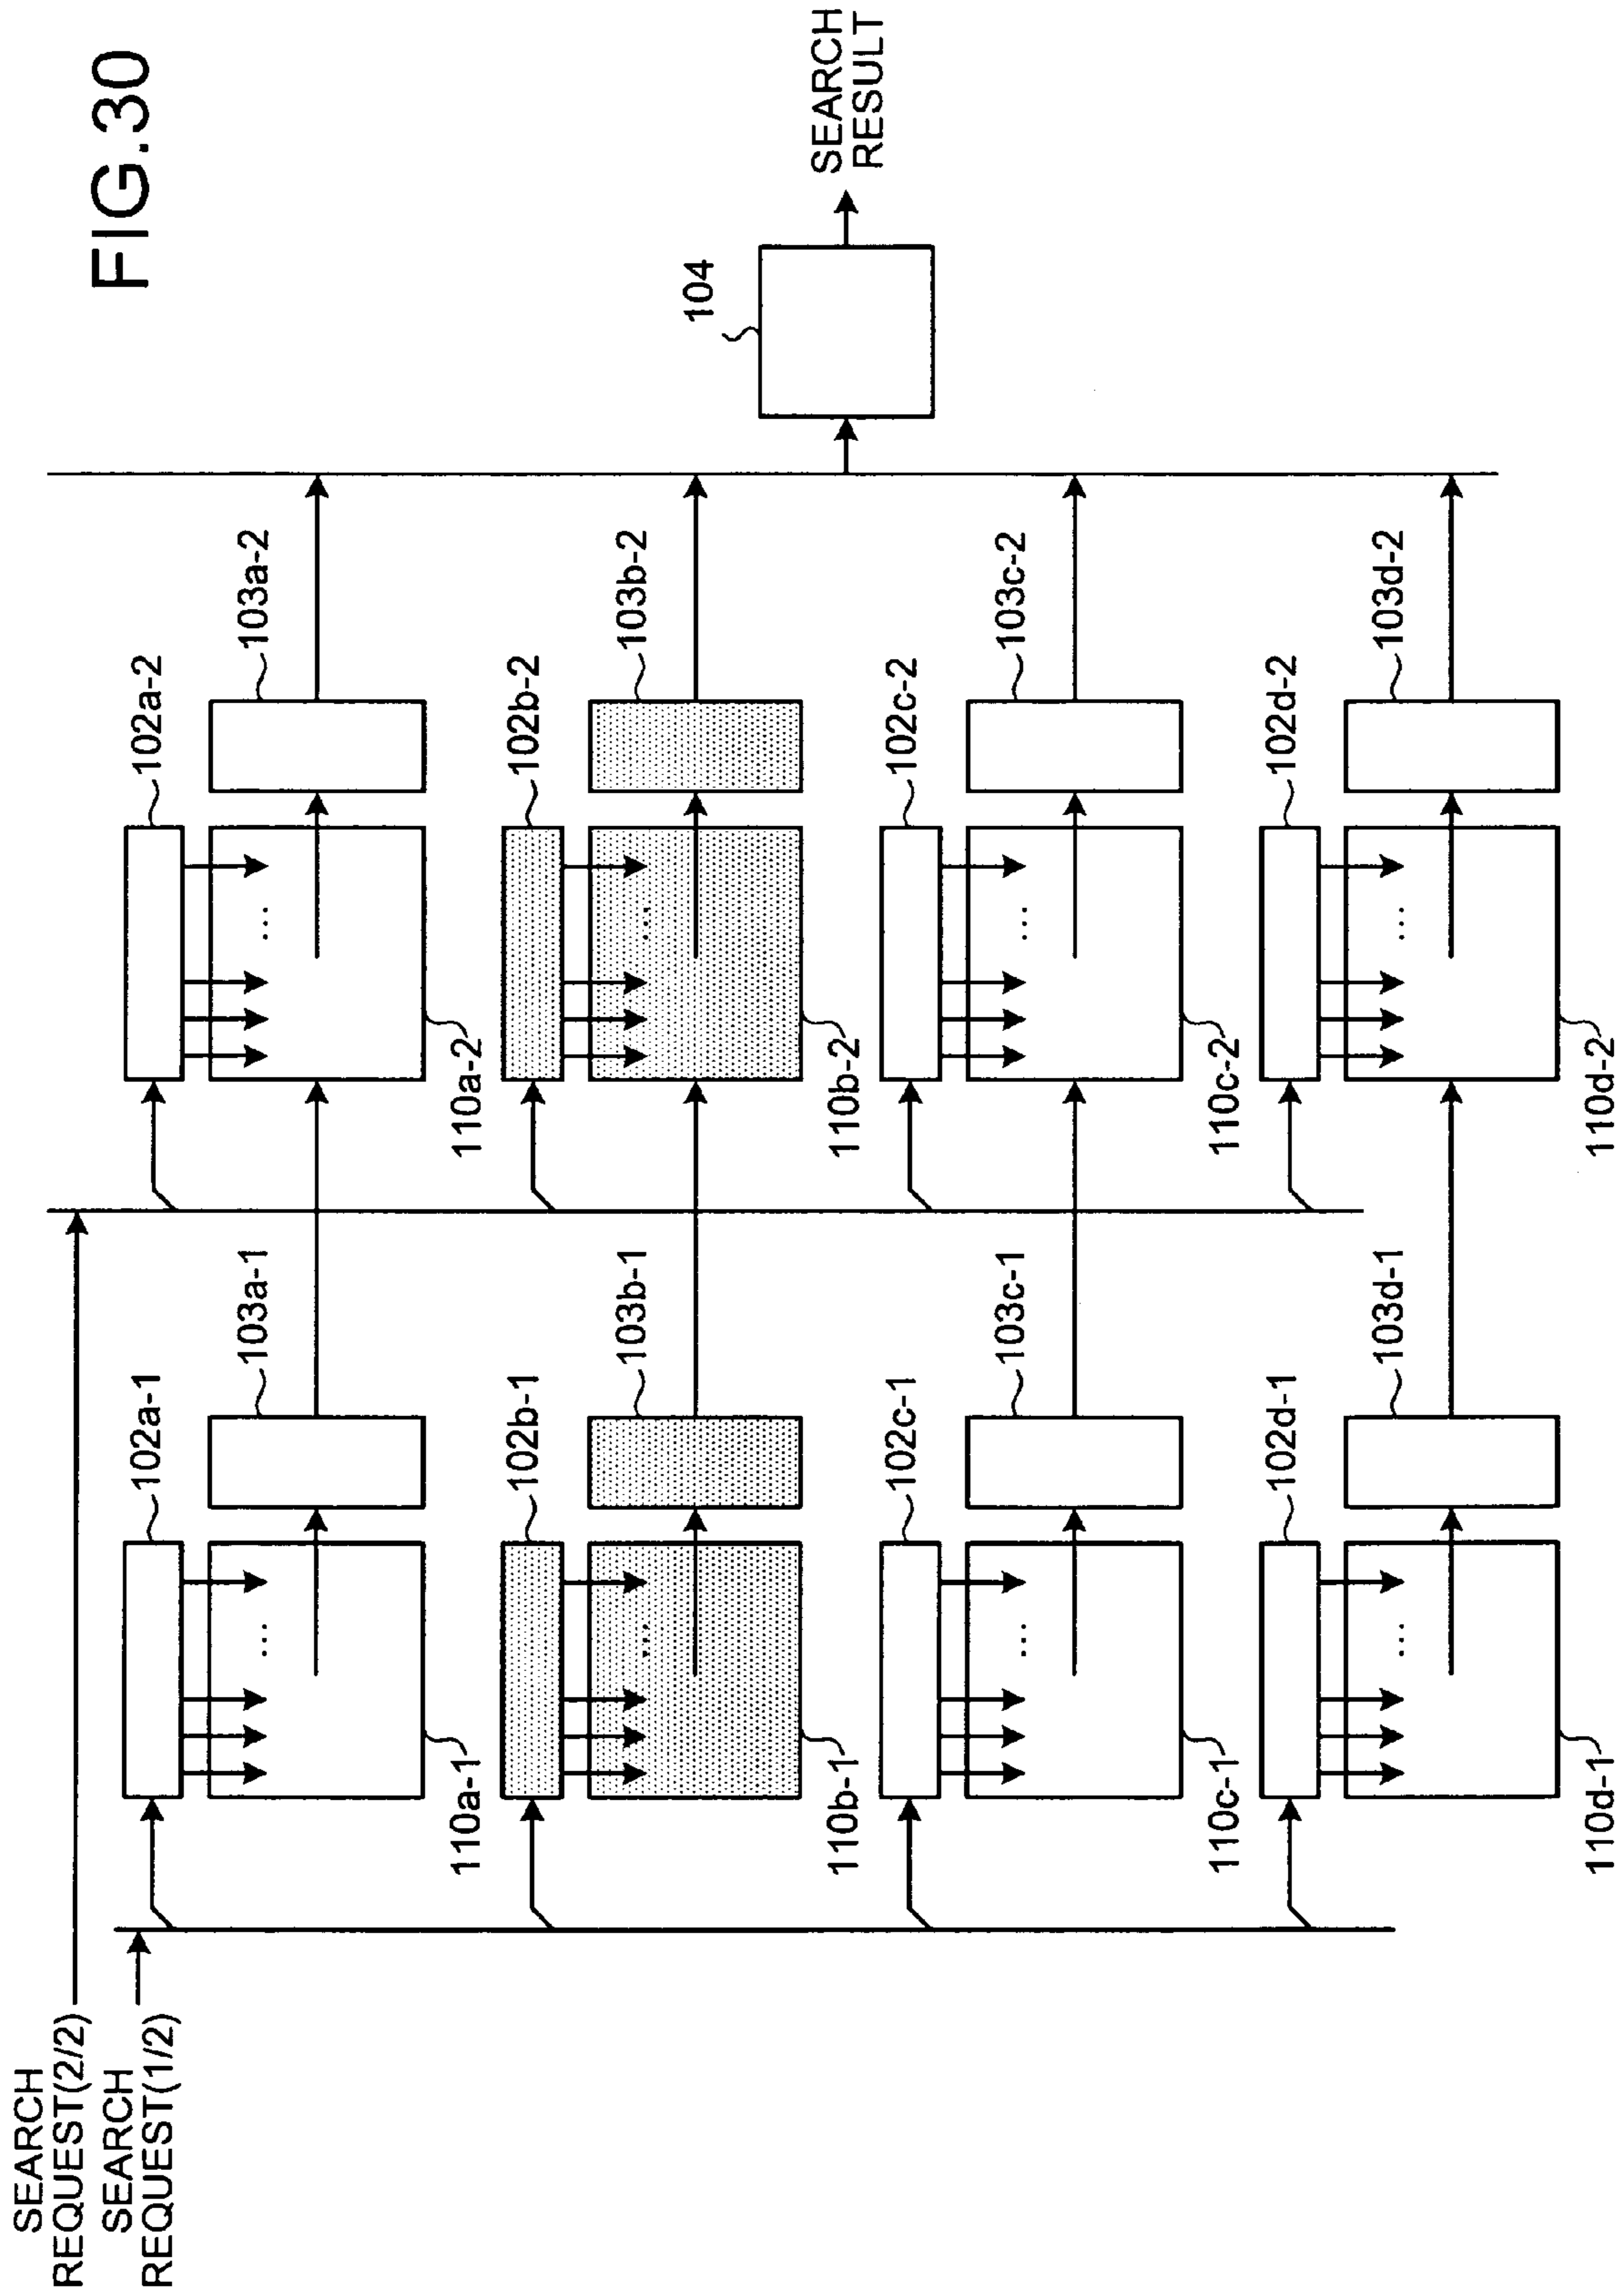 FIG.30
SEARCH
REQUEST(2/2)
SEARCH
REQUEST(1/2)
102a-1
103a-1
110a-1
102a-2
103a-2
110a-2
102b-1
103b-1
110b-1
102b-2
103b-2
110b-2
102c-1
103c-1
110c-1
102c-2
103c-2
110c-2
102d-1
103d-1
110d-1
102d-2
103d-2
110d-2
...
...
...
...
...
...
...
...
104
SEARCH
RESULT